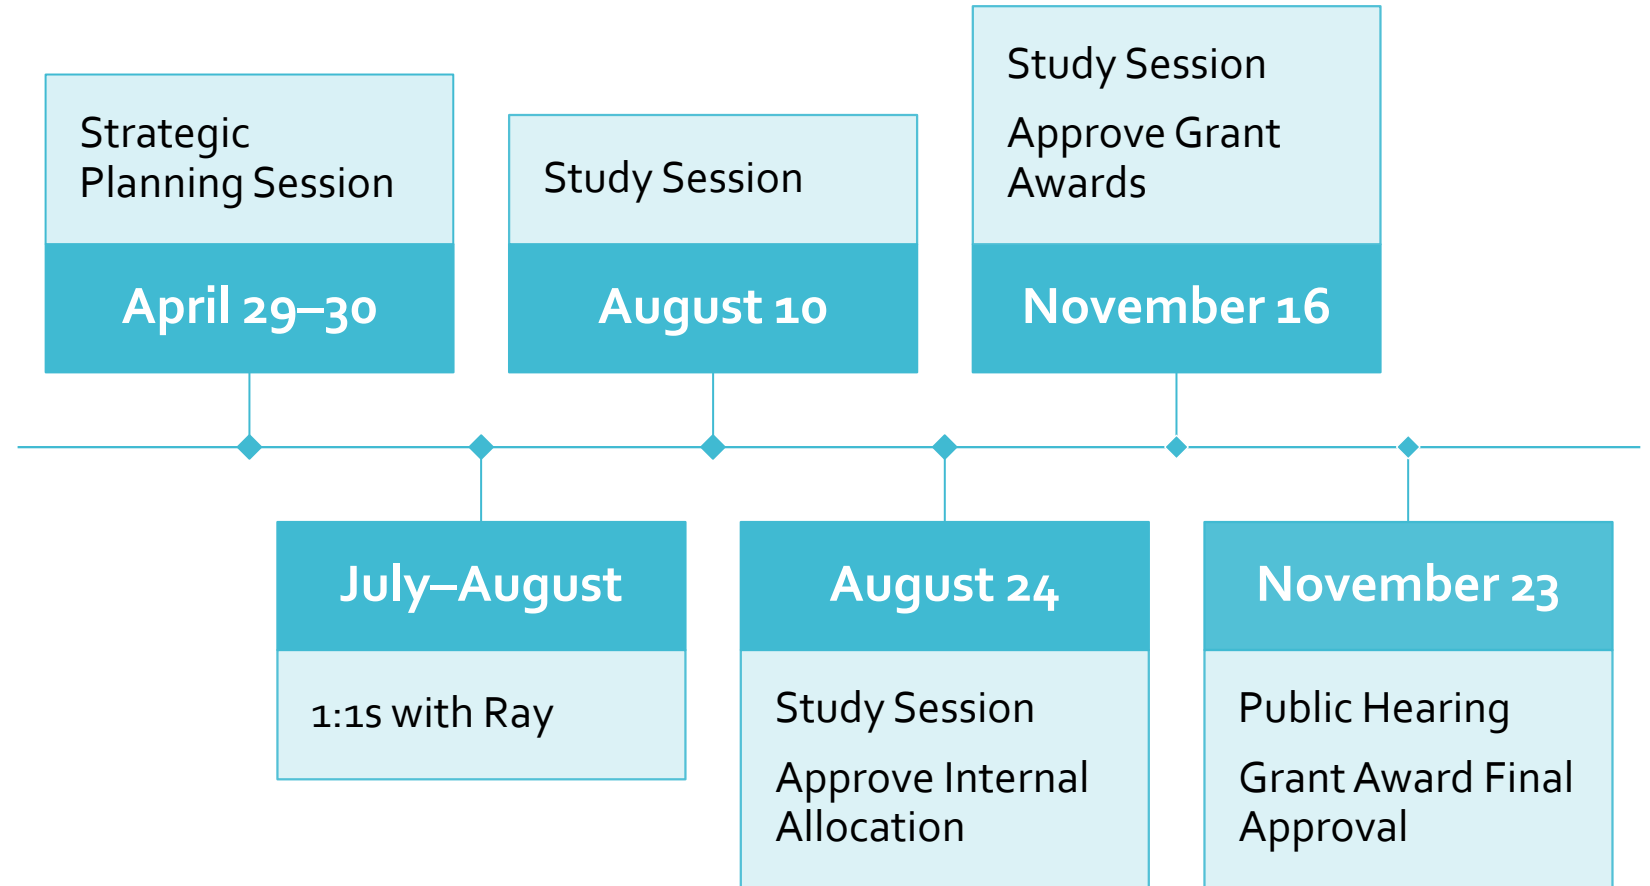 Strategic
Planning Session
April 29–30
July–August
1:1s with Ray
Study Session
August 10
August 24
Study Session
Approve Internal
Allocation
Study Session
Approve Grant
Awards
November 16
November 23
Public Hearing
Grant Award Final
Approval